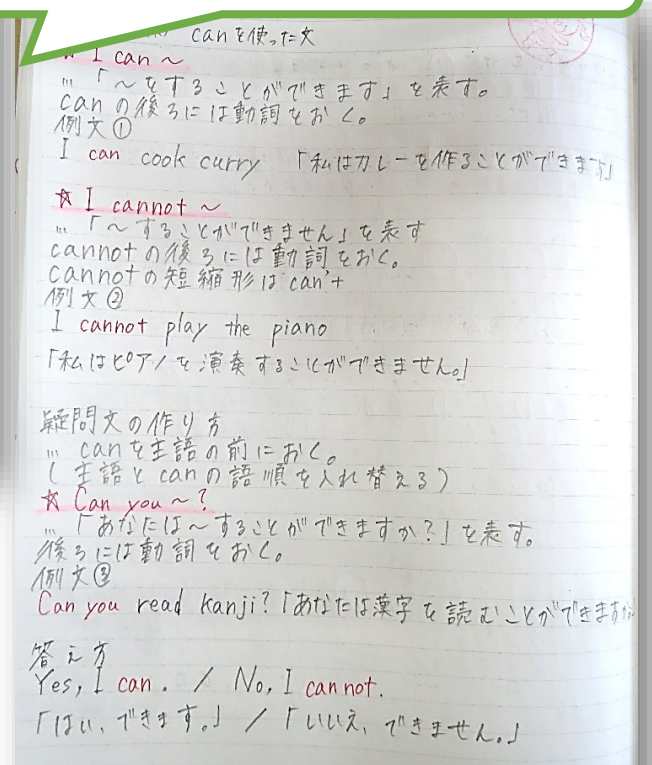 canを使った文
☆ I can ~
… 「~をすることができます」を表す。
canの後ろには動詞をおく。
例文①
I can cook curry 「私はカレーを作ることができます」
☆ I cannot ~
… 「~することができません」を表す
cannotの後ろには動詞をおく。
cannotの短縮形はcan't
例文②
I cannot play the piano
「私はピアノを演奏することができません。」
疑問文の作り方
… canを主語の前におく。
(主語とcanの語順を入れ替える)
☆ Can you ~?
… 「あなたは~することができますか?」を表す。
後ろには動詞をおく。
例文③
Can you read kanji?「あなたは漢字を読むことができますか
答え方
Yes, I can. / No, I cannot.
「はい、できます。」 / 「いいえ、できません。」